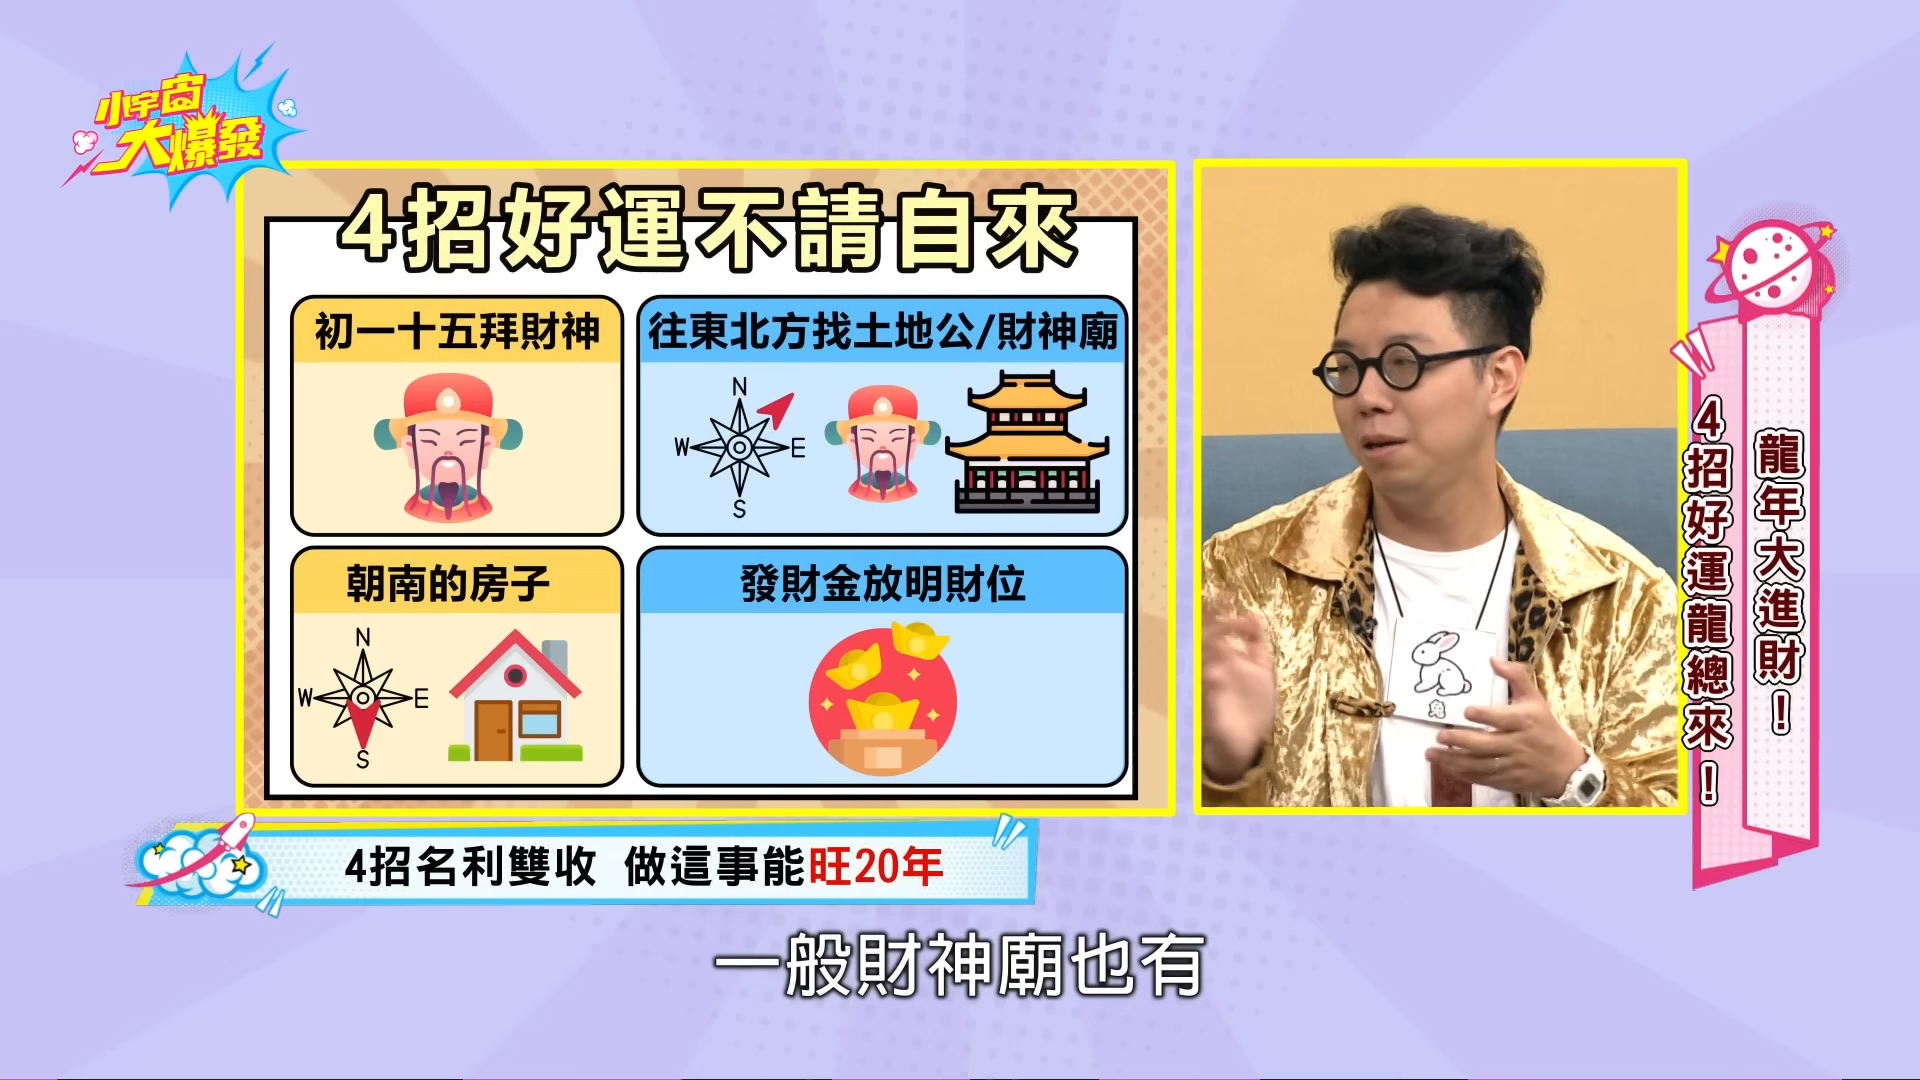 小宇宙
大爆發
4招好運不請自來
初一十五拜財神
往東北方找土地公/財神廟
N
W
E
S
朝南的房子
N
W
E
S
發財金放明財位
兔
龍年大進財！
4招好運龍總來！
4招名利雙收 做這事能旺20年
一般財神廟也有